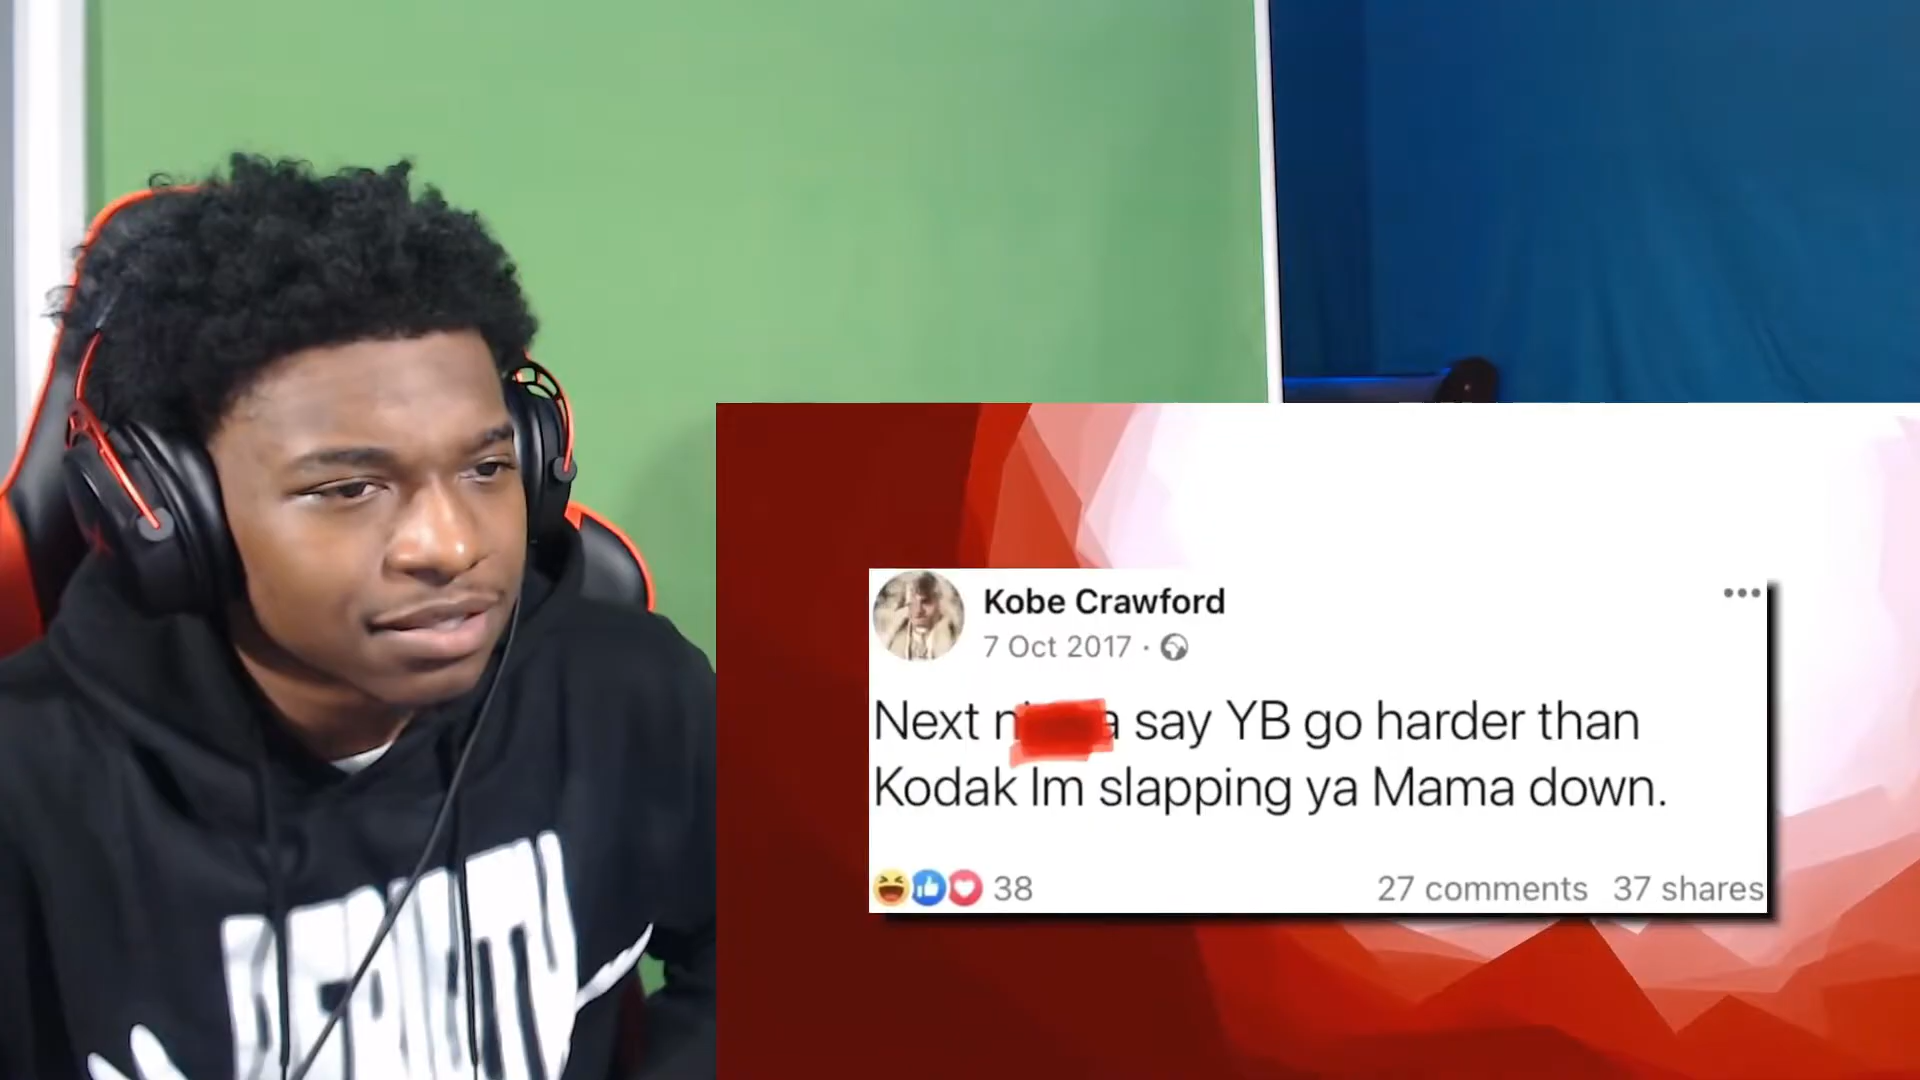 Kobe Crawford
7 Oct 2017
Next n a say YB go harder than
Kodak Im slapping ya Mama down.
38 27 comments 37 shares